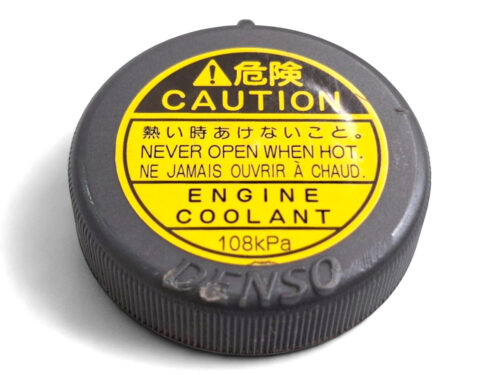 危険
CAUTION
熱い時あけないこと。
NEVER OPEN WHEN HOT.
NE JAMAIS OUVRIR À CHAUD.
ENGINE
COOLANT
108kPa
DENSO